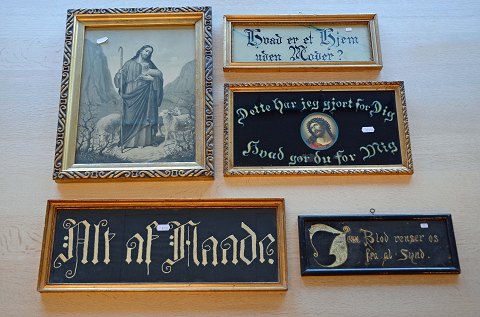 Hvad er et Hjem
uden Moder?
Dette har jeg gjort for Dig
Hvad gør du for Mig
Alt af Naade.
Blod renser os
fra al Synd.